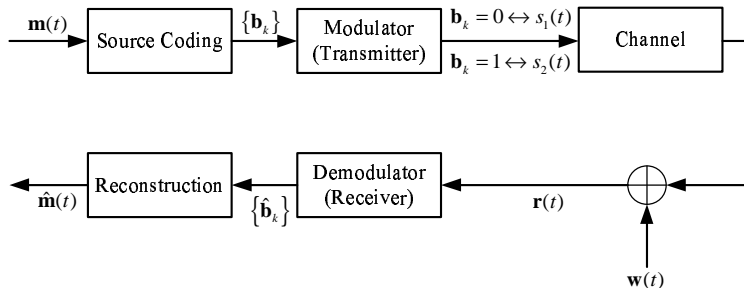 m(t)
Source Coding
{b_k}
Modulator
(Transmitter)
b_k = 0 ↔ s_1(t)
b_k = 1 ↔ s_2(t)
Channel
m̂(t)
Reconstruction
{b̂_k}
Demodulator
(Receiver)
r(t)
w(t)